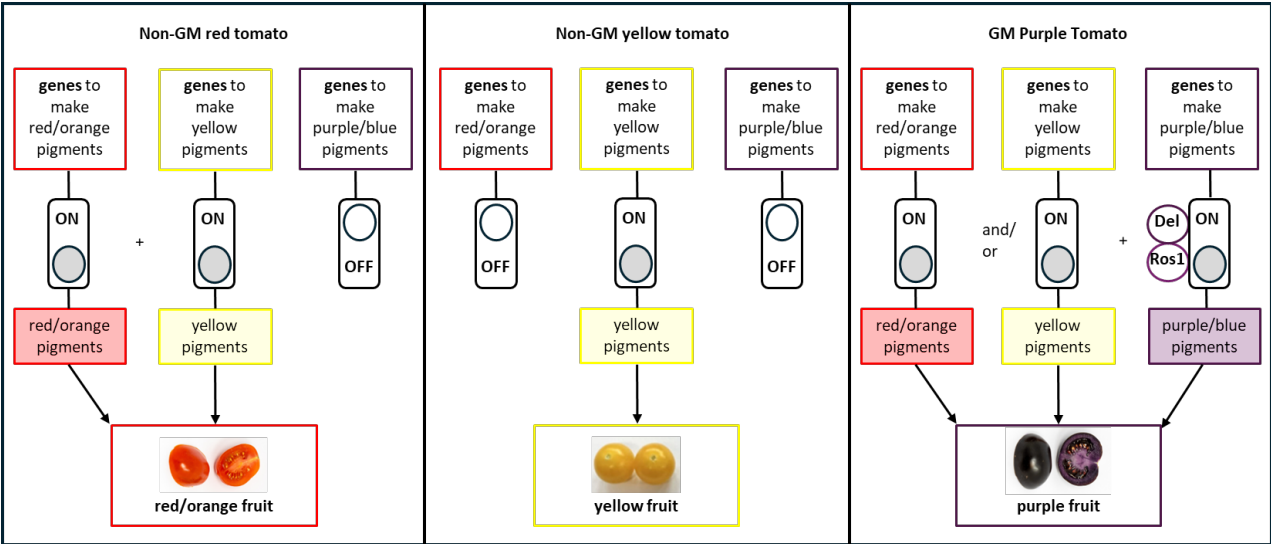 Non-GM red tomato
genes to
make
red/orange
pigments
genes to
make
yellow
pigments
genes to
make
purple/blue
pigments
ON
+
ON
OFF
red/orange
pigments
yellow
pigments
red/orange fruit
Non-GM yellow tomato
genes to
make
red/orange
pigments
genes to
make
yellow
pigments
genes to
make
purple/blue
pigments
OFF
ON
OFF
yellow
pigments
yellow fruit
GM Purple Tomato
genes to
make
red/orange
pigments
genes to
make
yellow
pigments
genes to
make
purple/blue
pigments
ON
and/
or
ON
+
Del
Ros1
ON
red/orange
pigments
yellow
pigments
purple/blue
pigments
purple fruit